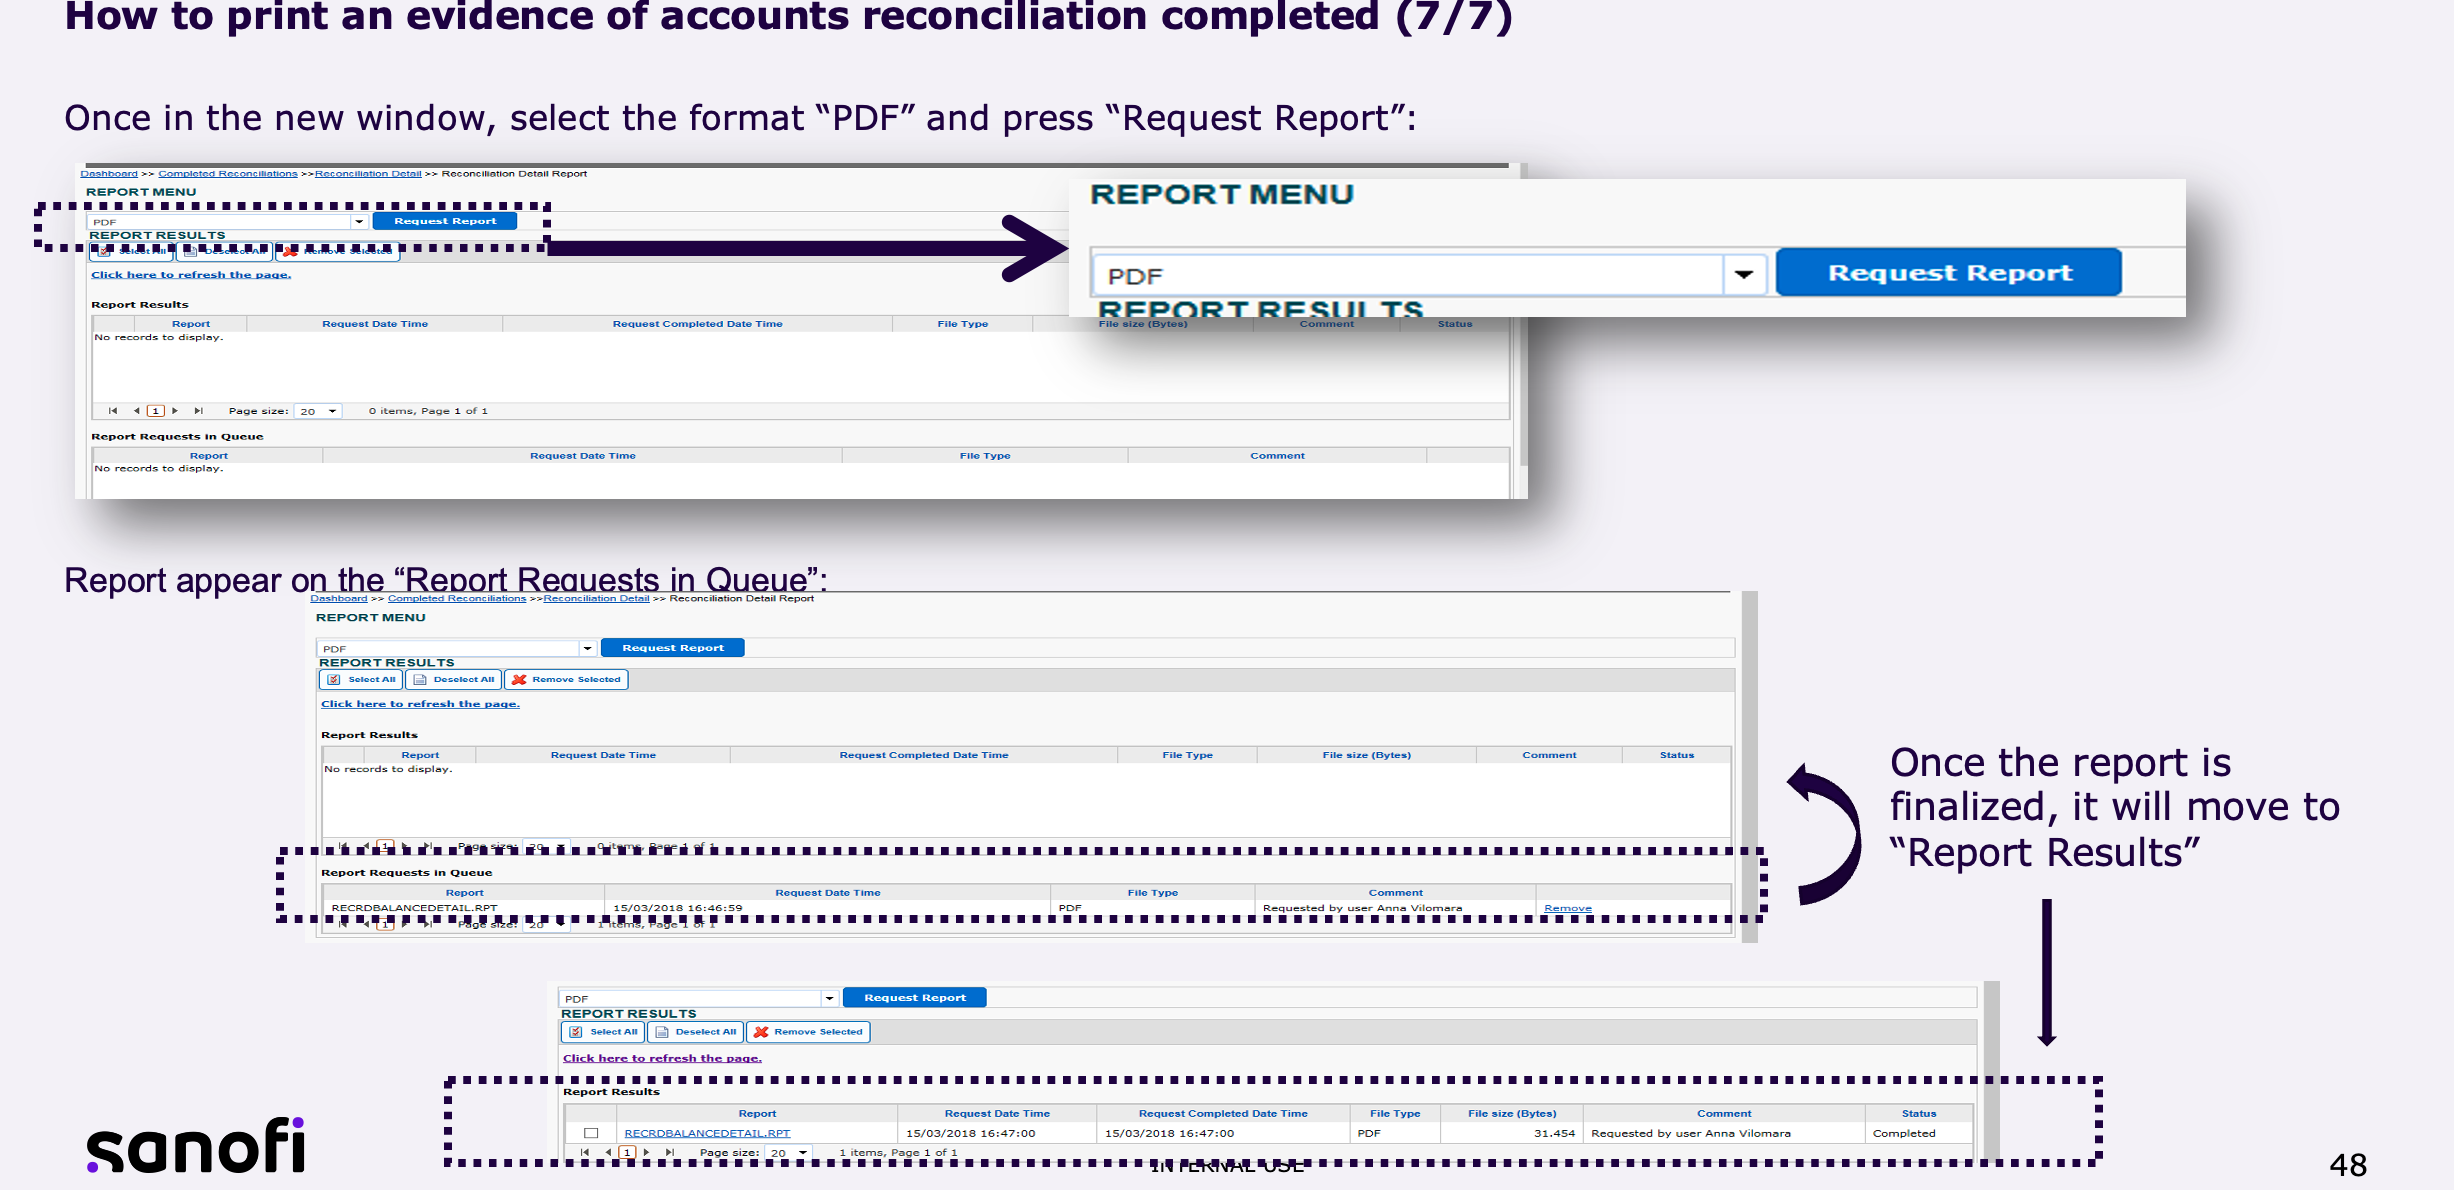 How to print an evidence of accounts reconciliation completed (7/7)
Once in the new window, select the format “PDF” and press “Request Report”:
Dashboard >> Completed Reconciliations >>Reconciliation Detail >> Reconciliation Detail Report
REPORT MENU
PDF Request Report
REPORT RESULTS
Select All Deselect All Remove Selected
Click here to refresh the page.
Report Results
Report Request Date Time Request Completed Date Time File Type File size (Bytes) Comment Status
No records to display.
1 Page size: 20 0 items, Page 1 of 1
Report Requests in Queue
Report Request Date Time File Type Comment
No records to display.
REPORT MENU
PDF Request Report
REPORT RESULTS
Report appear on the “Report Requests in Queue”:
Dashboard >> Completed Reconciliations >>Reconciliation Detail >> Reconciliation Detail Report
REPORT MENU
PDF Request Report
REPORT RESULTS
Select All Deselect All Remove Selected
Click here to refresh the page.
Report Results
Report Request Date Time Request Completed Date Time File Type File size (Bytes) Comment Status
No records to display.
1 Page size: 20 0 items, Page 1 of 1
Report Requests in Queue
Report Request Date Time File Type Comment
RECRDBALANCEDETAIL.RPT 15/03/2018 16:46:59 PDF Requested by user Anna Vilomara Remove
1 Page size: 20 1 items, Page 1 of 1
Once the report is
finalized, it will move to
“Report Results”
PDF Request Report
REPORT RESULTS
Select All Deselect All Remove Selected
Click here to refresh the page.
Report Results
Report Request Date Time Request Completed Date Time File Type File size (Bytes) Comment Status
RECRDBALANCEDETAIL.RPT 15/03/2018 16:47:00 15/03/2018 16:47:00 PDF 31.454 Requested by user Anna Vilomara Completed
1 Page size: 20 1 items, Page 1 of 1
sanofi
INTERNAL USE
48